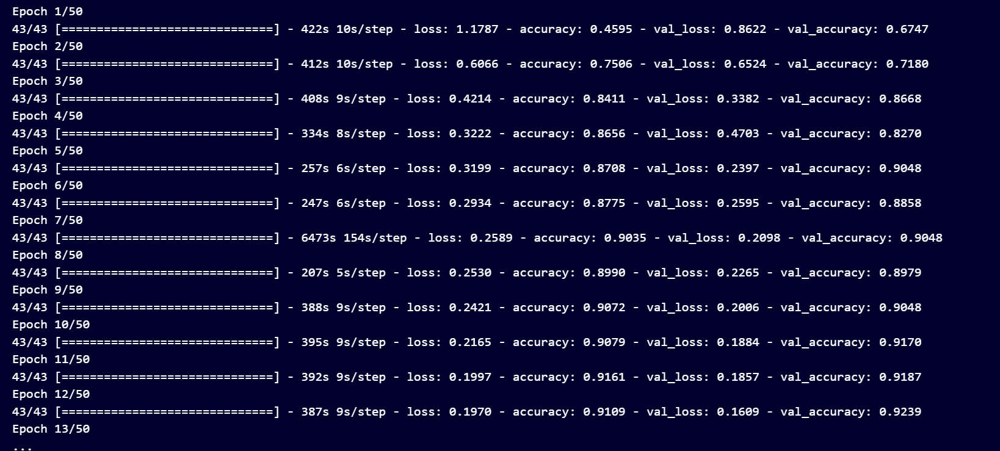 Epoch 1/50
43/43 [==============================] - 422s 10s/step - loss: 1.1787 - accuracy: 0.4595 - val_loss: 0.8622 - val_accuracy: 0.6747
Epoch 2/50
43/43 [==============================] - 412s 10s/step - loss: 0.6066 - accuracy: 0.7506 - val_loss: 0.6524 - val_accuracy: 0.7180
Epoch 3/50
43/43 [==============================] - 408s 9s/step - loss: 0.4214 - accuracy: 0.8411 - val_loss: 0.3382 - val_accuracy: 0.8668
Epoch 4/50
43/43 [==============================] - 334s 8s/step - loss: 0.3222 - accuracy: 0.8656 - val_loss: 0.4703 - val_accuracy: 0.8270
Epoch 5/50
43/43 [==============================] - 257s 6s/step - loss: 0.3199 - accuracy: 0.8708 - val_loss: 0.2397 - val_accuracy: 0.9048
Epoch 6/50
43/43 [==============================] - 247s 6s/step - loss: 0.2934 - accuracy: 0.8775 - val_loss: 0.2595 - val_accuracy: 0.8858
Epoch 7/50
43/43 [==============================] - 6473s 154s/step - loss: 0.2589 - accuracy: 0.9035 - val_loss: 0.2098 - val_accuracy: 0.9048
Epoch 8/50
43/43 [==============================] - 207s 5s/step - loss: 0.2530 - accuracy: 0.8990 - val_loss: 0.2265 - val_accuracy: 0.8979
Epoch 9/50
43/43 [==============================] - 388s 9s/step - loss: 0.2421 - accuracy: 0.9072 - val_loss: 0.2006 - val_accuracy: 0.9048
Epoch 10/50
43/43 [==============================] - 395s 9s/step - loss: 0.2165 - accuracy: 0.9079 - val_loss: 0.1884 - val_accuracy: 0.9170
Epoch 11/50
43/43 [==============================] - 392s 9s/step - loss: 0.1997 - accuracy: 0.9161 - val_loss: 0.1857 - val_accuracy: 0.9187
Epoch 12/50
43/43 [==============================] - 387s 9s/step - loss: 0.1970 - accuracy: 0.9109 - val_loss: 0.1609 - val_accuracy: 0.9239
Epoch 13/50
...